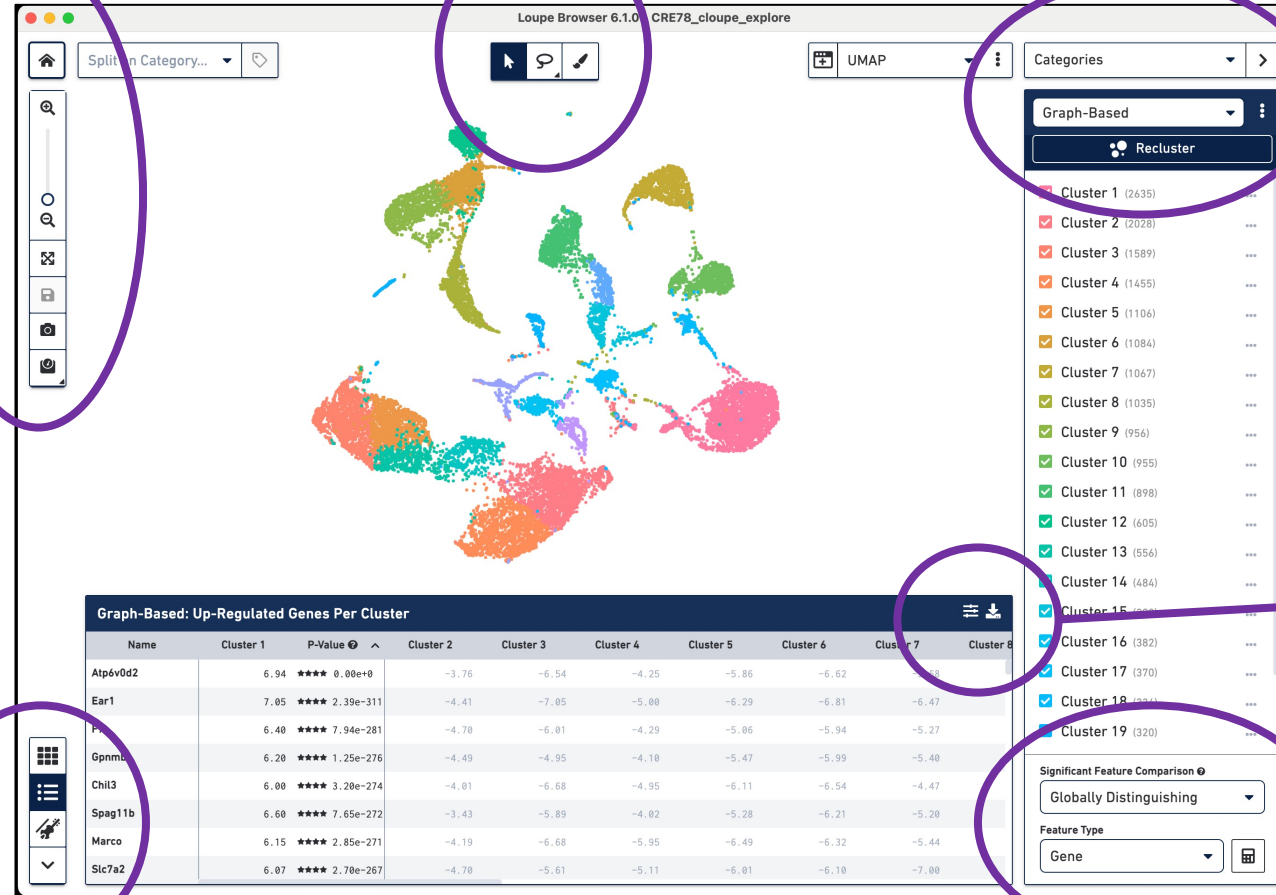 Loupe Browser 6.1.0 CRE78_cloupe_explore
Split on Category...
UMAP
Categories
Graph-Based
Recluster
Cluster 1 (2635)
Cluster 2 (2028)
Cluster 3 (1589)
Cluster 4 (1455)
Cluster 5 (1106)
Cluster 6 (1084)
Cluster 7 (1067)
Cluster 8 (1035)
Cluster 9 (956)
Cluster 10 (955)
Cluster 11 (898)
Cluster 12 (605)
Cluster 13 (556)
Cluster 14 (484)
Cluster 15
Cluster 16 (382)
Cluster 17 (370)
Cluster 18
Cluster 19 (320)
Significant Feature Comparison
Globally Distinguishing
Feature Type
Gene
Graph-Based: Up-Regulated Genes Per Cluster
Name Cluster 1 P-Value Cluster 2 Cluster 3 Cluster 4 Cluster 5 Cluster 6 Cluster 7 Cluster 8
Atp6v0d2 6.94 ★★★★ 0.00e+0 -3.76 -6.54 -4.25 -5.86 -6.62
Ear1 7.05 ★★★★ 2.39e-311 -4.41 -7.05 -5.00 -6.29 -6.81 -6.47
6.40 ★★★★ 7.94e-281 -4.70 -6.01 -4.29 -5.06 -5.94 -5.27
Gpnmb 6.20 ★★★★ 1.25e-276 -4.49 -4.95 -4.10 -5.47 -5.99 -5.40
Chil3 6.00 ★★★★ 3.20e-274 -4.01 -6.68 -4.95 -6.11 -6.54 -4.47
Spag11b 6.60 ★★★★ 7.65e-272 -3.43 -5.89 -4.02 -5.28 -6.21 -5.20
Marco 6.15 ★★★★ 2.85e-271 -4.19 -6.68 -5.95 -6.49 -6.32 -5.44
Slc7a2 6.07 ★★★★ 2.70e-267 -4.70 -5.61 -5.11 -6.01 -6.10 -7.00